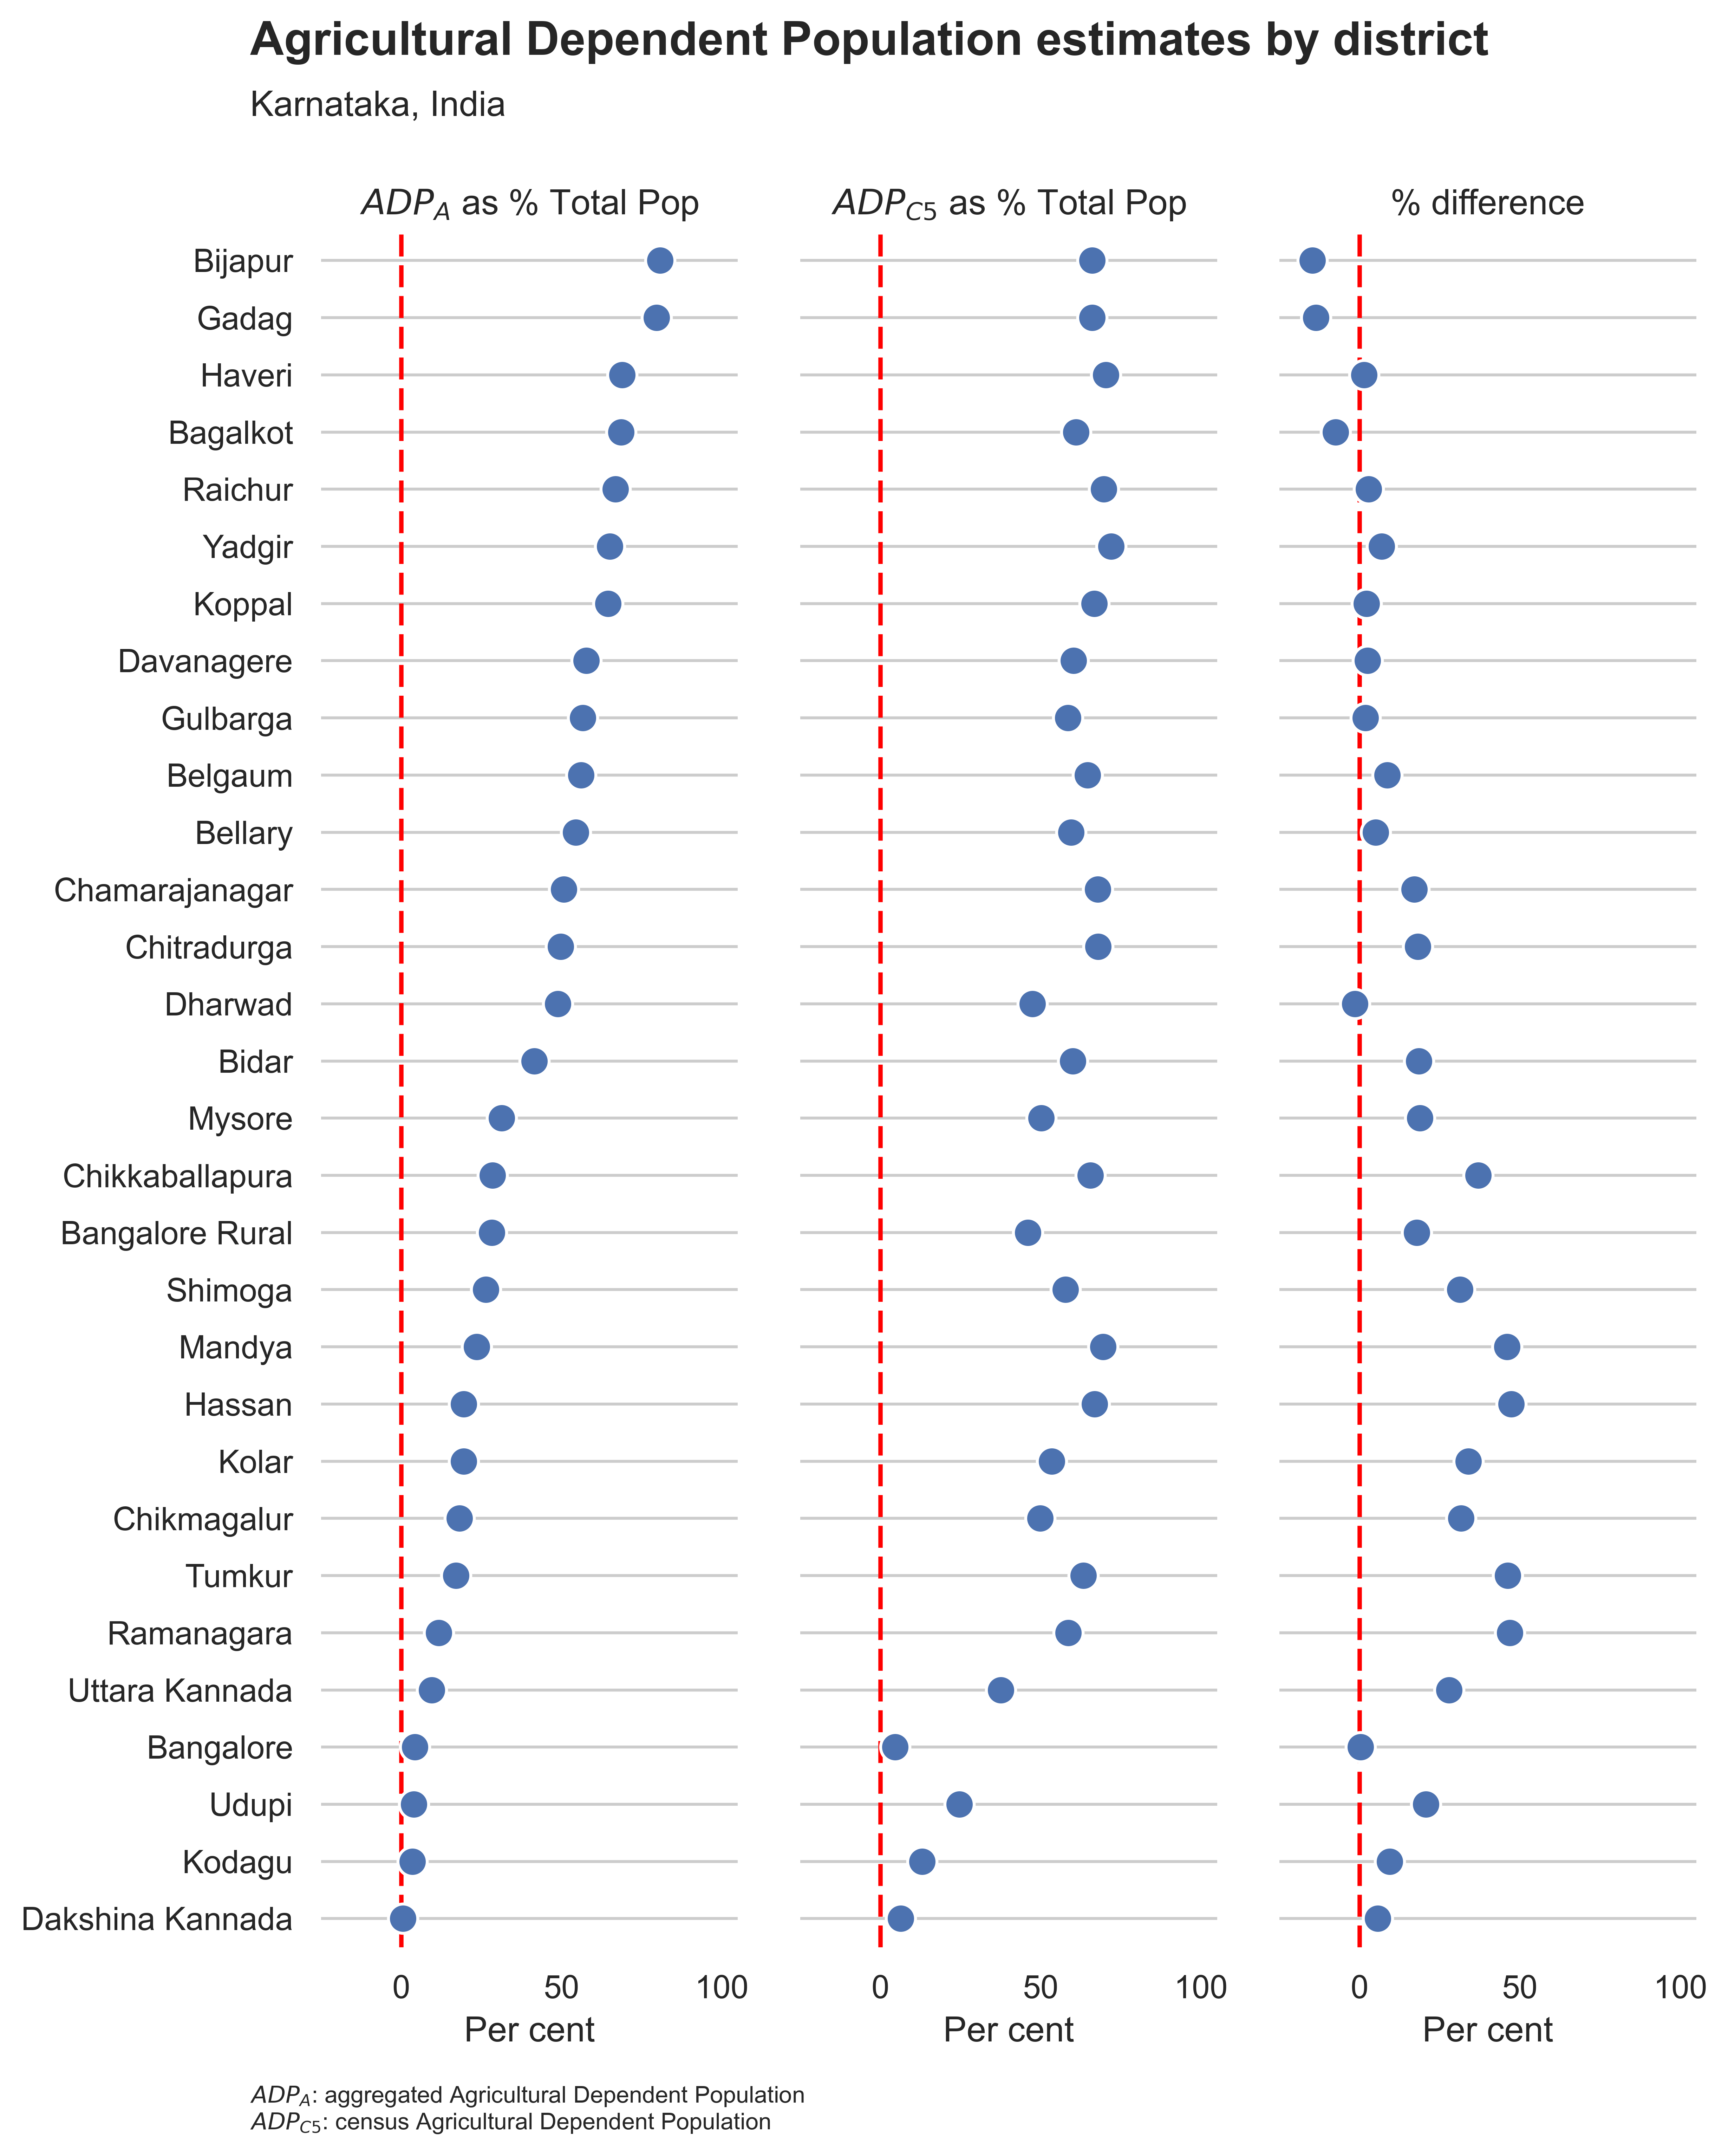 Agricultural Dependent Population estimates by district
Karnataka, India
ADP_A as % Total Pop ADP_C5 as % Total Pop % difference
Bijapur
Gadag
Haveri
Bagalkot
Raichur
Yadgir
Koppal
Davanagere
Gulbarga
Belgaum
Bellary
Chamarajanagar
Chitradurga
Dharwad
Bidar
Mysore
Chikkaballapura
Bangalore Rural
Shimoga
Mandya
Hassan
Kolar
Chikmagalur
Tumkur
Ramanagara
Uttara Kannada
Bangalore
Udupi
Kodagu
Dakshina Kannada
0 50 100 0 50 100 0 50 100
Per cent Per cent Per cent
ADP_A: aggregated Agricultural Dependent Population
ADP_C5: census Agricultural Dependent Population